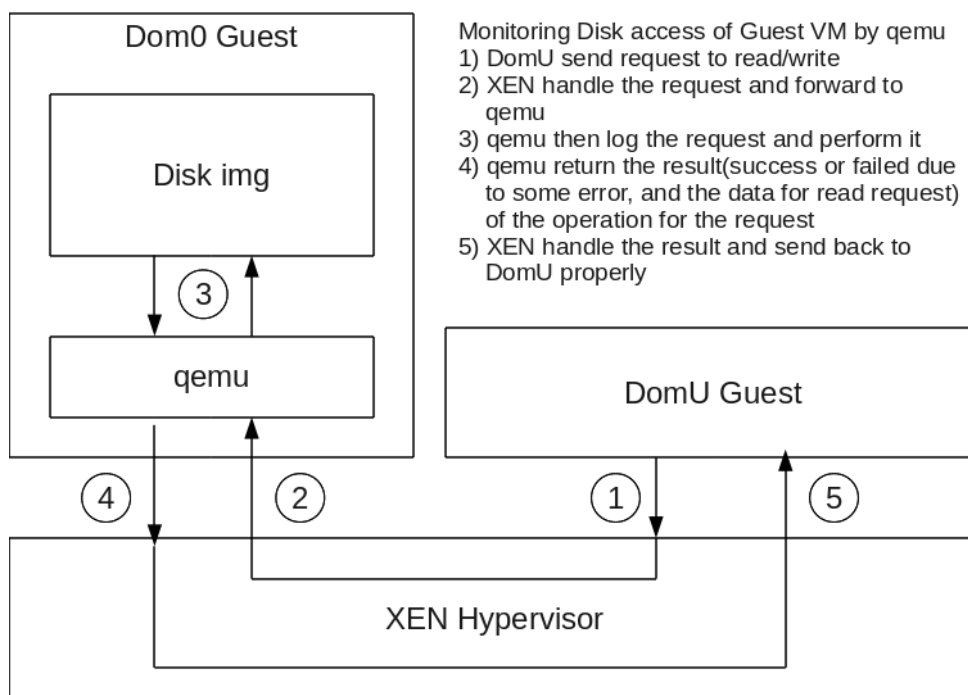 Dom0 Guest
Monitoring Disk access of Guest VM by qemu
1) DomU send request to read/write
2) XEN handle the request and forward to
qemu
3) qemu then log the request and perform it
4) qemu return the result(success or failed due
to some error, and the data for read request)
of the operation for the request
5) XEN handle the result and send back to
DomU properly
Disk img
3
qemu
DomU Guest
4
2
1
5
XEN Hypervisor